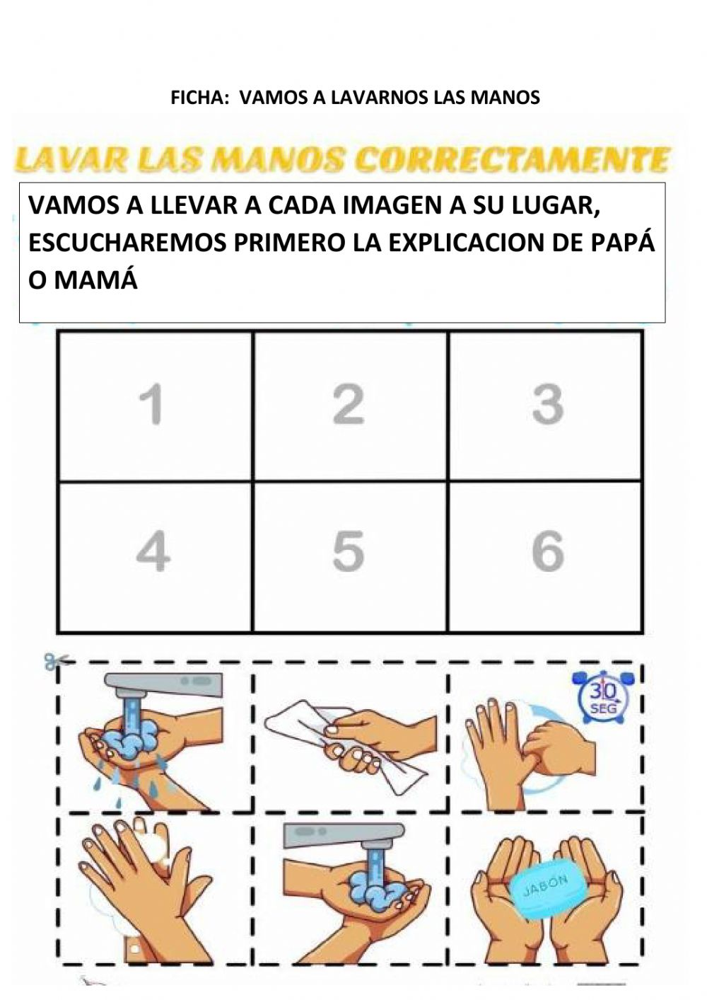 FICHA: VAMOS A LAVARNOS LAS MANOS
LAVAR LAS MANOS CORRECTAMENTE
VAMOS A LLEVAR A CADA IMAGEN A SU LUGAR,
ESCUCHAREMOS PRIMERO LA EXPLICACION DE PAPÁ
O MAMÁ
1 2 3
4 5 6
30
SEG
JABÓN